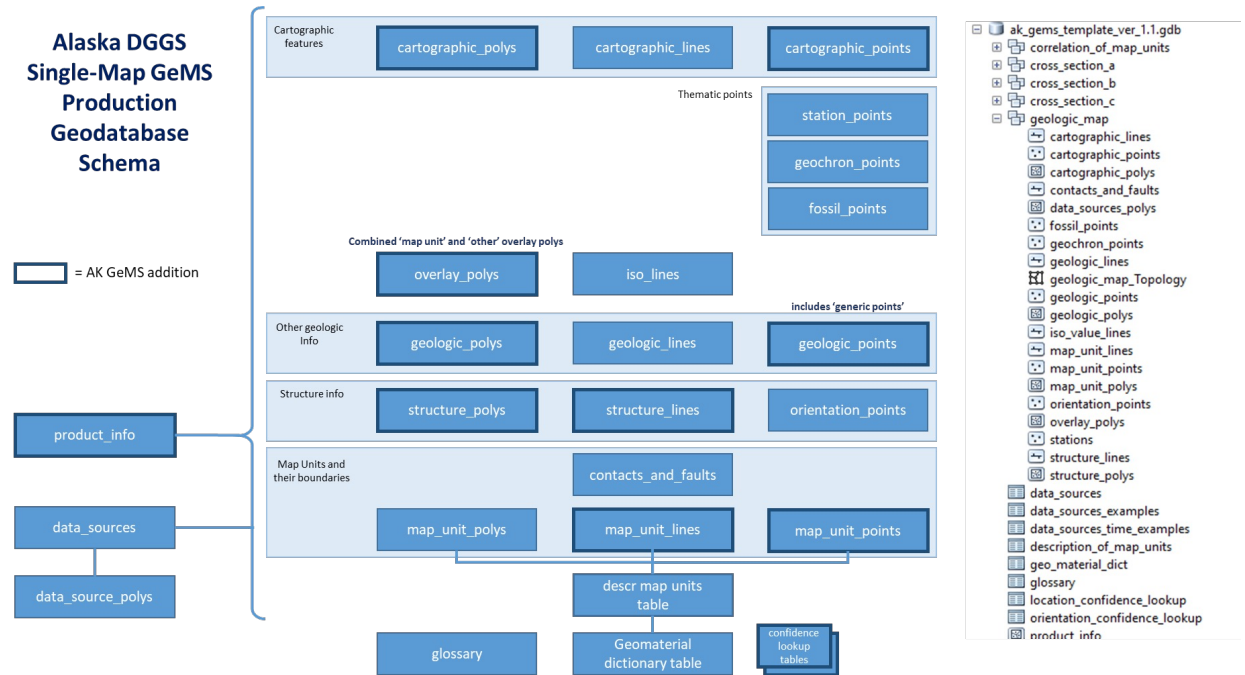 Alaska DGGS
Single-Map GeMS
Production
Geodatabase
Schema
= AK GeMS addition
product_info
data_sources
data_source_polys
Cartographic
features
cartographic_polys
cartographic_lines
cartographic_points
Thematic points
station_points
geochron_points
fossil_points
Combined 'map unit' and 'other' overlay polys
overlay_polys
iso_lines
includes 'generic points'
Other geologic
Info
geologic_polys
geologic_lines
geologic_points
Structure info
structure_polys
structure_lines
orientation_points
Map Units and
their boundaries
contacts_and_faults
map_unit_polys
map_unit_lines
map_unit_points
descr map units
table
glossary
Geomaterial
dictionary table
confidence
lookup
tables
ak_gems_template_ver_1.1.gdb
correlation_of_map_units
cross_section_a
cross_section_b
cross_section_c
geologic_map
cartographic_lines
cartographic_points
cartographic_polys
contacts_and_faults
data_sources_polys
fossil_points
geochron_points
geologic_lines
geologic_map_Topology
geologic_points
geologic_polys
iso_value_lines
map_unit_lines
map_unit_points
map_unit_polys
orientation_points
overlay_polys
stations
structure_lines
structure_polys
data_sources
data_sources_examples
data_sources_time_examples
description_of_map_units
geo_material_dict
glossary
location_confidence_lookup
orientation_confidence_lookup
product_info